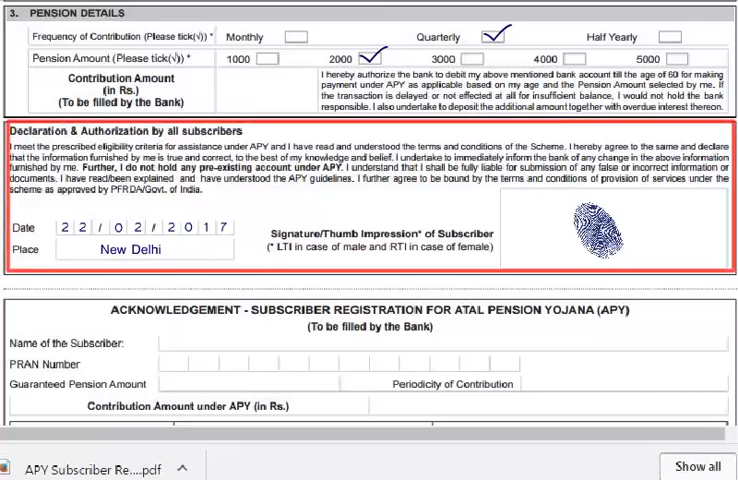 3. PENSION DETAILS
Frequency of Contribution (Please tick(√)) * Monthly Quarterly Half Yearly
Pension Amount (Please tick(√)) * 1000 2000 3000 4000 5000
Contribution Amount
(in Rs.)
(To be filled by the Bank)
I hereby authorize the bank to debit my above mentioned bank account till the age of 60 for making
payment under APY as applicable based on my age and the Pension Amount selected by me. If
the transaction is delayed or not effected at all for insufficient balance, I would not hold the bank
responsible. I also undertake to deposit the additional amount together with overdue interest thereon.
Declaration & Authorization by all subscribers
I meet the prescribed eligibility criteria for assistance under APY and I have read and understood the terms and conditions of the Scheme. I hereby agree to the same and declare
that the information furnished by me is true and correct, to the best of my knowledge and belief. I undertake to immediately inform the bank of any change in the above information
furnished by me. Further, I do not hold any pre-existing account under APY. I understand that I shall be fully liable for submission of any false or incorrect information or
documents. I have read/been explained and have understood the APY guidelines. I further agree to be bound by the terms and conditions of provision of services under the
scheme as approved by PFRDA/Govt. of India.
Date 22/02/2017
Place New Delhi
Signature/Thumb Impression* of Subscriber
(* LTI in case of male and RTI in case of female)
ACKNOWLEDGEMENT - SUBSCRIBER REGISTRATION FOR ATAL PENSION YOJANA (APY)
(To be filled by the Bank)
Name of the Subscriber:
PRAN Number
Guaranteed Pension Amount Periodicity of Contribution
Contribution Amount under APY (in Rs.)
APY Subscriber Re....pdf Show all